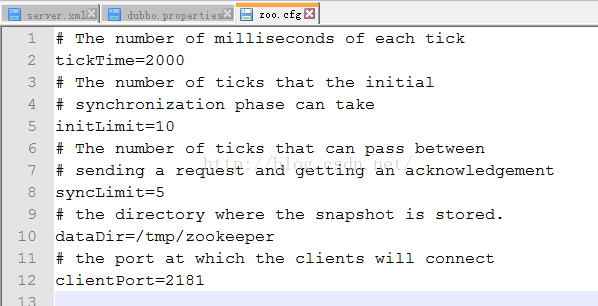 server.xml dubbo.properties zoo.cfg
1 # The number of milliseconds of each tick
2 tickTime=2000
3 # The number of ticks that the initial
4 # synchronization phase can take
5 initLimit=10
6 # The number of ticks that can pass between
7 # sending a request and getting an acknowledgement
http://blog.csdn.net/
8 syncLimit=5
9 # the directory where the snapshot is stored.
10 dataDir=/tmp/zookeeper
11 # the port at which the clients will connect
12 clientPort=2181
13